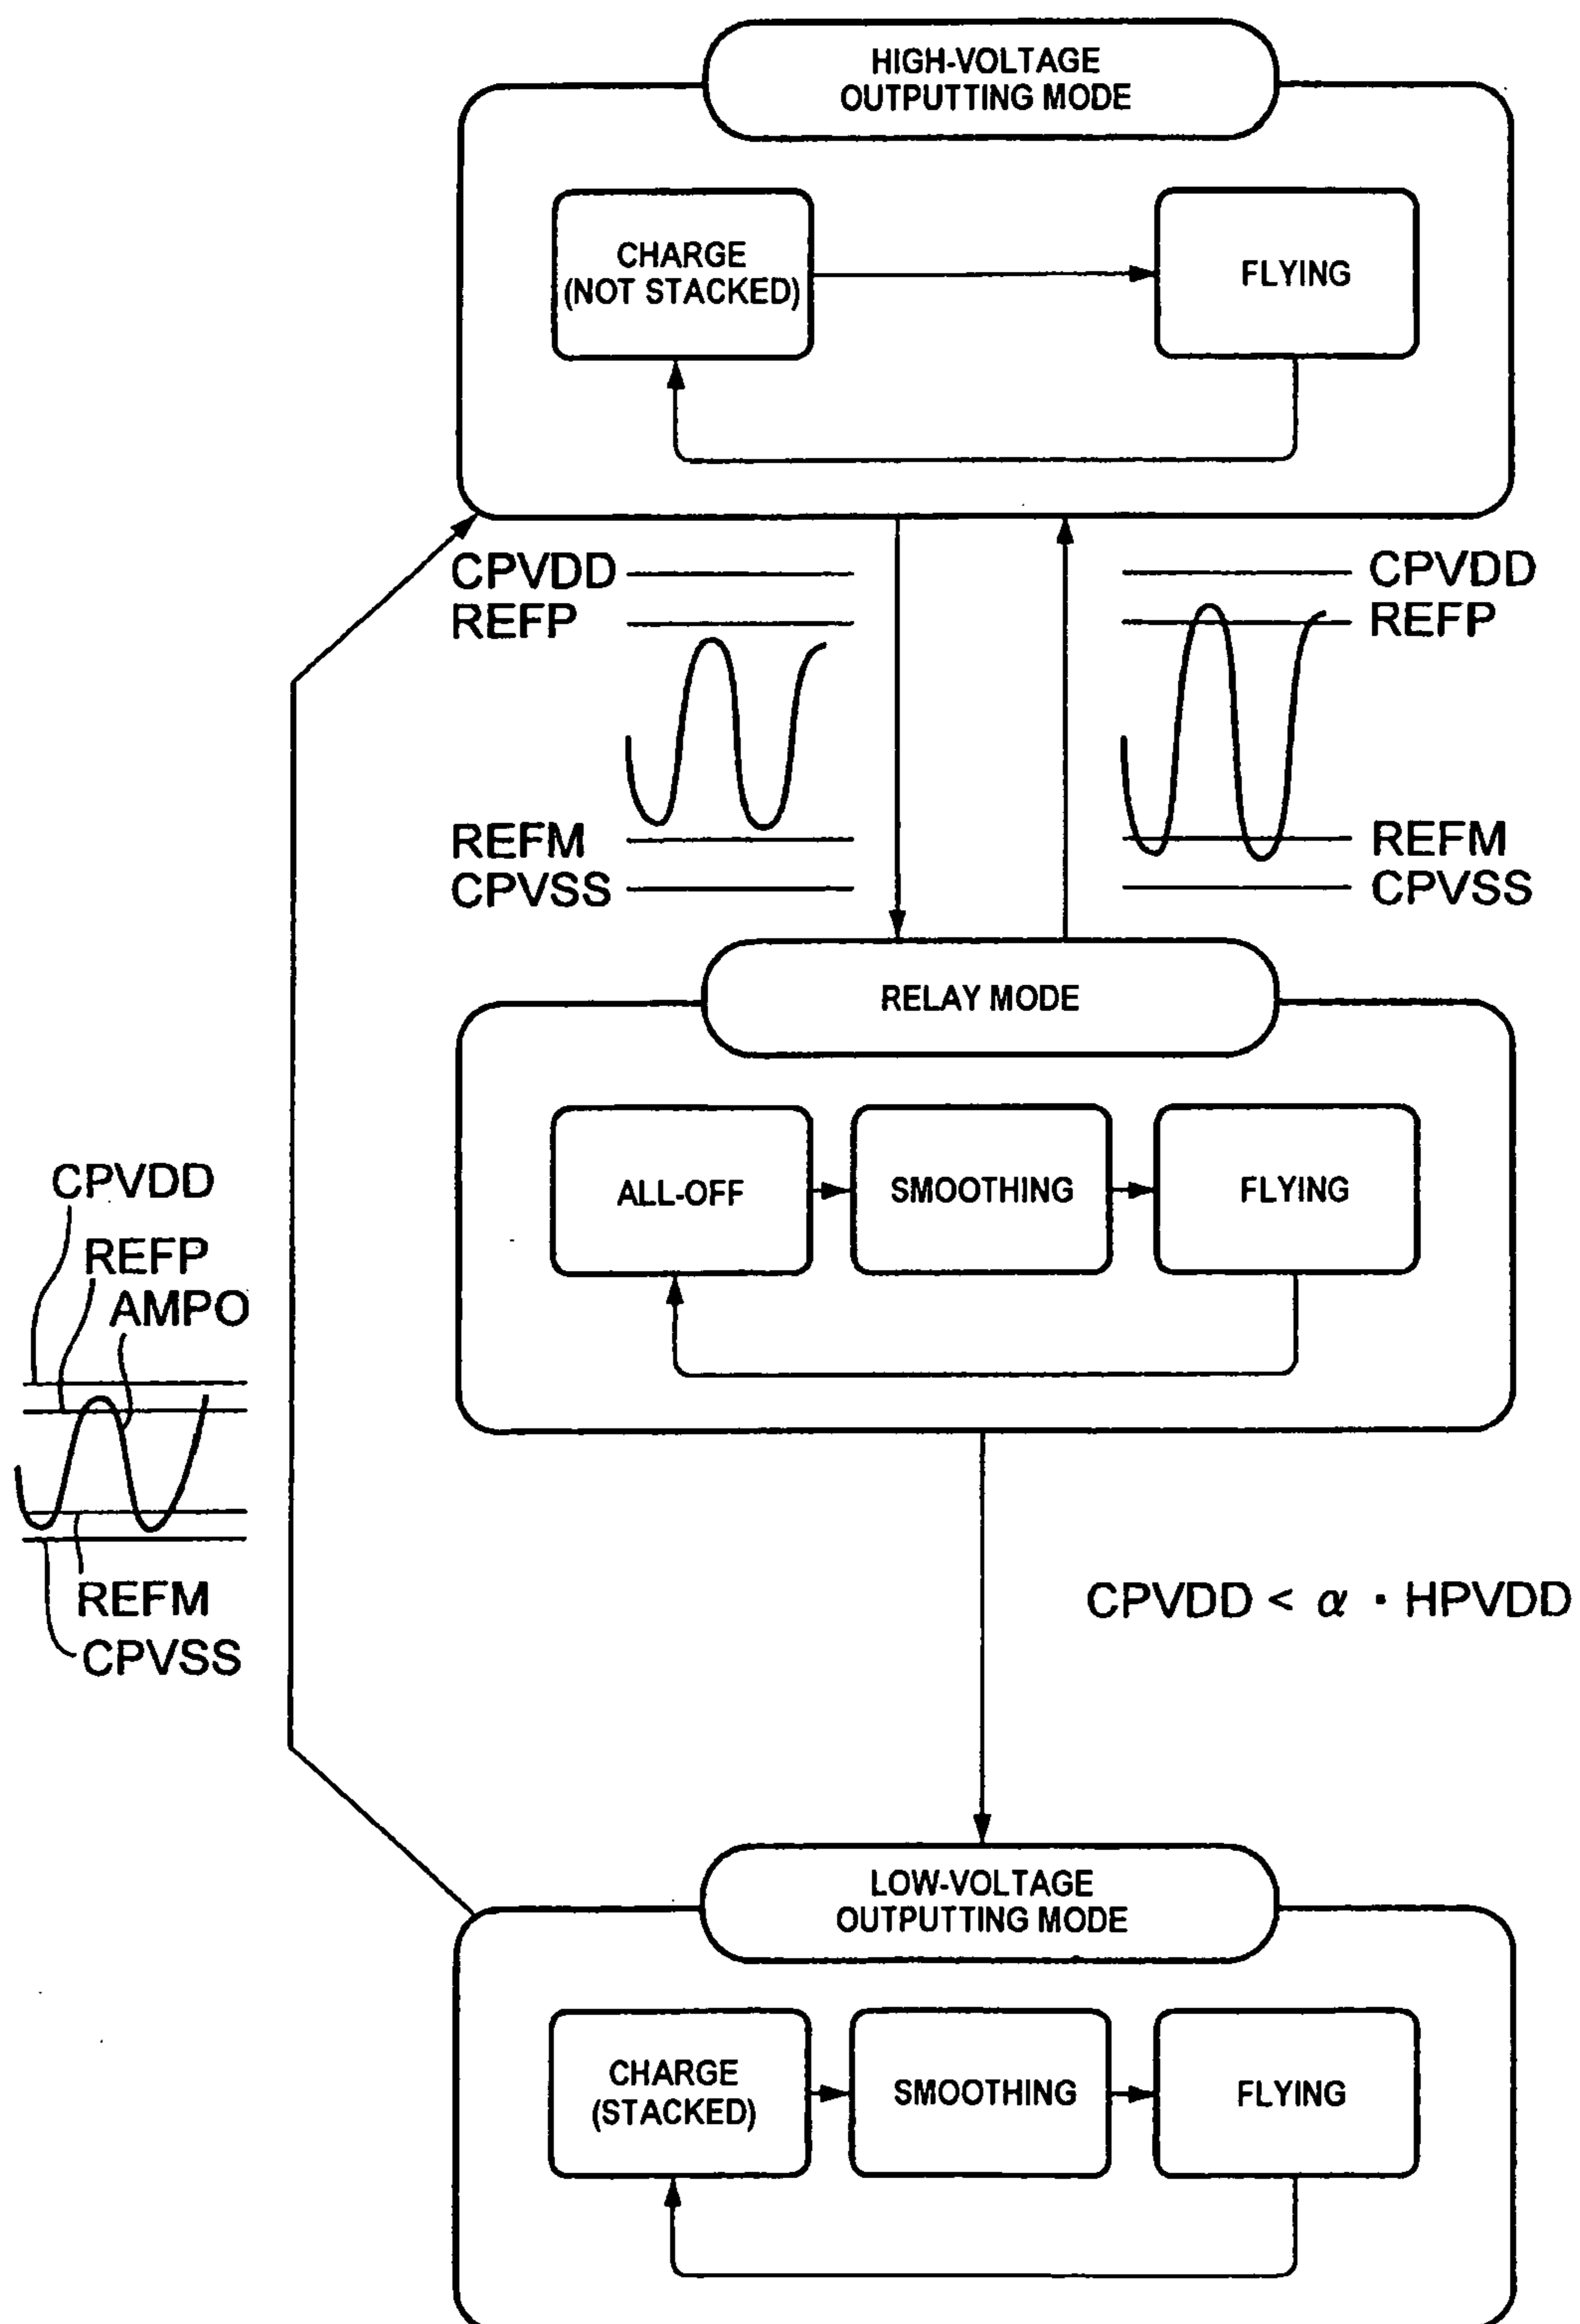 HIGH-VOLTAGE
OUTPUTTING MODE
CHARGE
(NOT STACKED)
FLYING
CPVDD
REFP
REFM
CPVSS
CPVDD
REFP
REFM
CPVSS
RELAY MODE
ALL-OFF
SMOOTHING
FLYING
CPVDD
REFP
AMPO
REFM
CPVSS
CPVDD < α · HPVDD
LOW-VOLTAGE
OUTPUTTING MODE
CHARGE
(STACKED)
SMOOTHING
FLYING